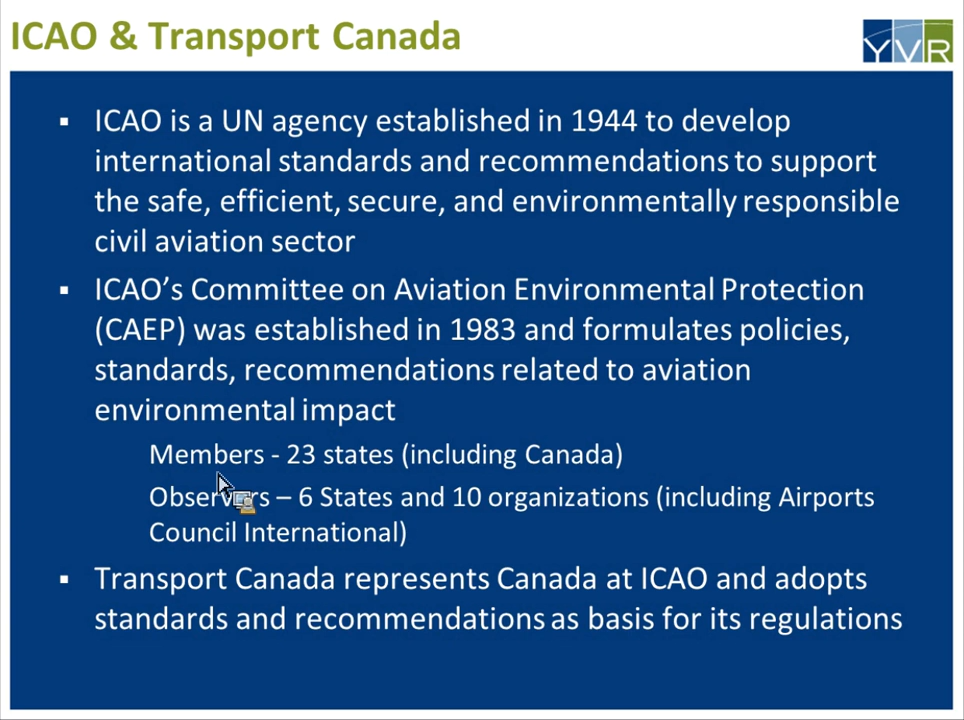 ICAO & Transport Canada
YVR
▪ ICAO is a UN agency established in 1944 to develop
international standards and recommendations to support
the safe, efficient, secure, and environmentally responsible
civil aviation sector
▪ ICAO’s Committee on Aviation Environmental Protection
(CAEP) was established in 1983 and formulates policies,
standards, recommendations related to aviation
environmental impact
Members - 23 states (including Canada)
Observers – 6 States and 10 organizations (including Airports
Council International)
▪ Transport Canada represents Canada at ICAO and adopts
standards and recommendations as basis for its regulations